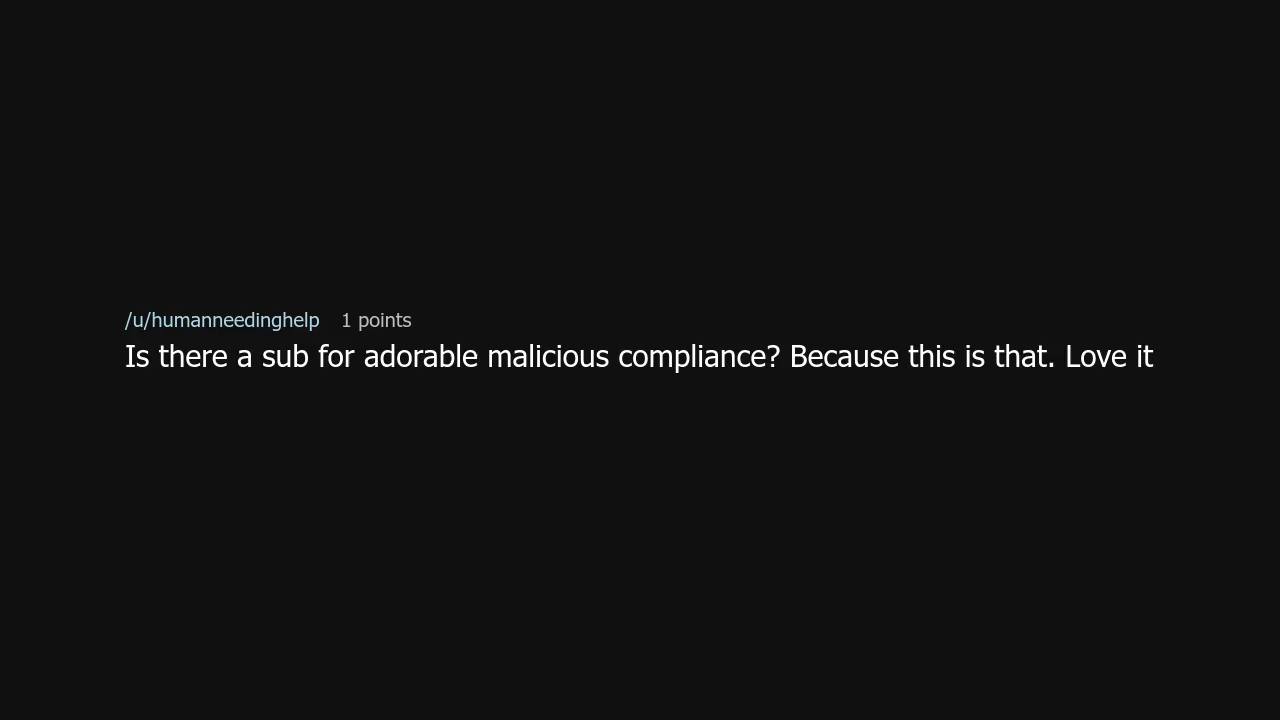 /u/humanneedinghelp 1 points
Is there a sub for adorable malicious compliance? Because this is that. Love it